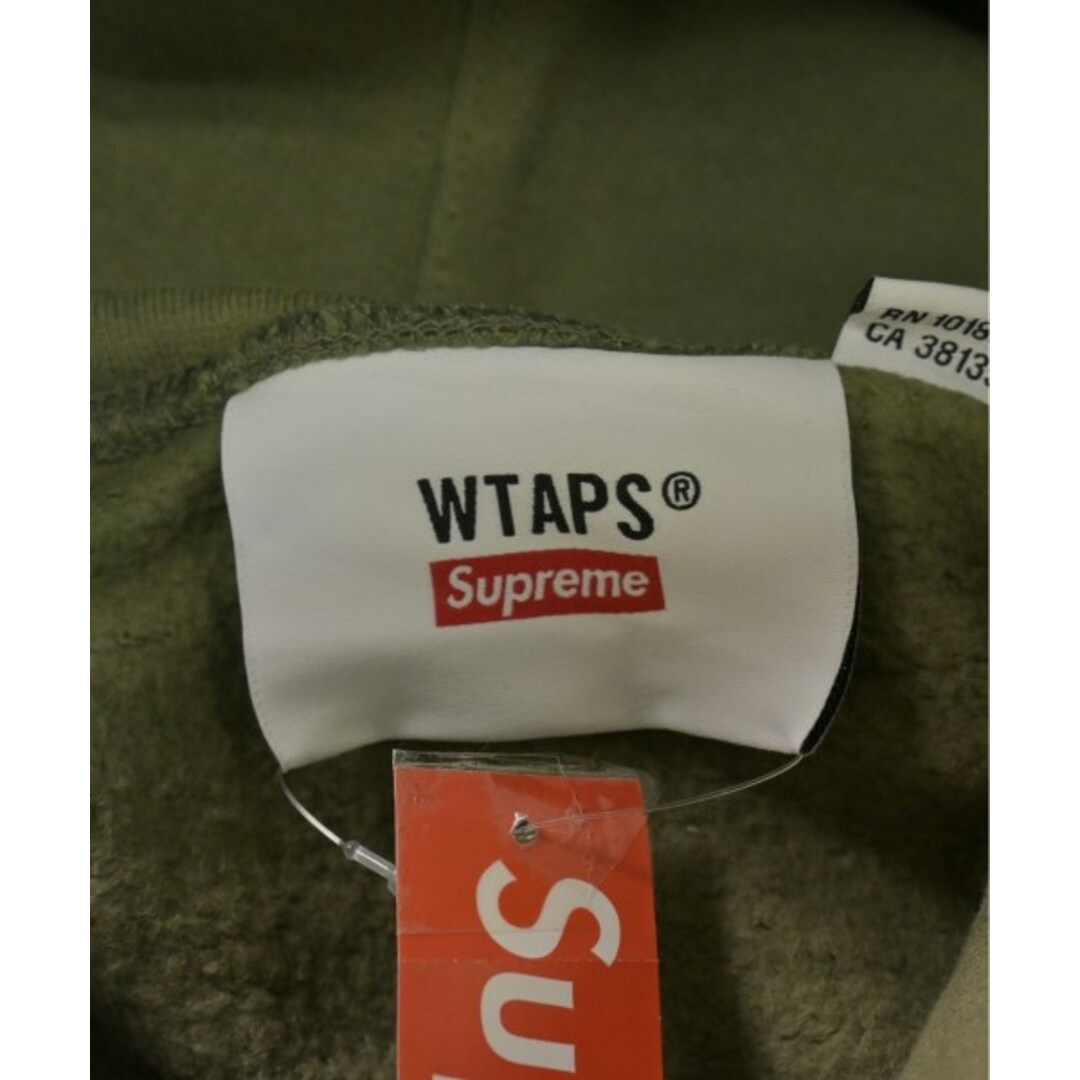 RN 1018
CA 3813
WTAPS®
Supreme
Su